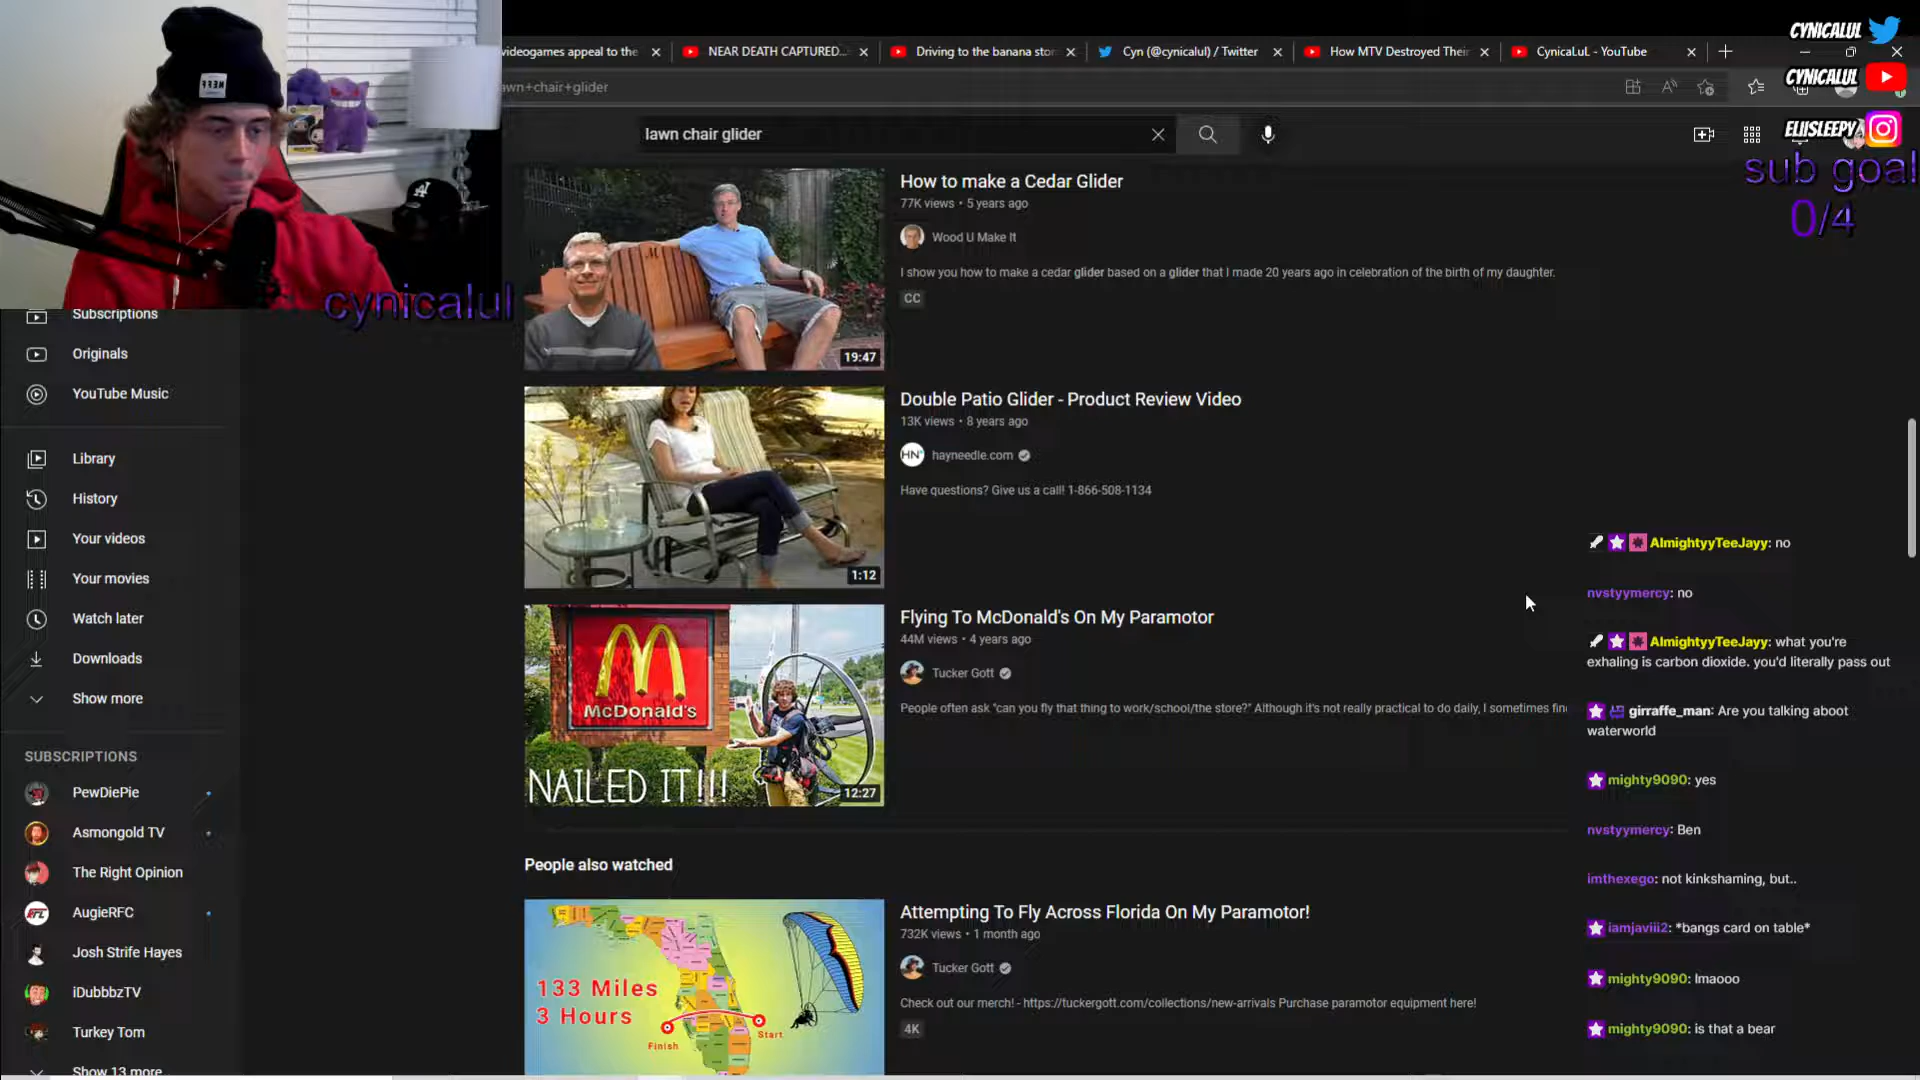 CYNICALUL
videogames appeal to the
NEAR DEATH CAPTURED...
Driving to the banana stor
Cyn (@cynicalul) / Twitter
How MTV Destroyed Their
CynicaLuL - YouTube
CYNICALUL
awn+chair+glider
lawn chair glider
ELIISLEEPY
sub goal
0/4
cynicalul
LA
Subscriptions
Originals
YouTube Music
Library
History
Your videos
Your movies
Watch later
Downloads
Show more
SUBSCRIPTIONS
PewDiePie
Asmongold TV
The Right Opinion
AugieRFC
Josh Strife Hayes
iDubbbzTV
Turkey Tom
Show 13 more
How to make a Cedar Glider
77K views • 5 years ago
Wood U Make It
I show you how to make a cedar glider based on a glider that I made 20 years ago in celebration of the birth of my daughter.
CC
19:47
Double Patio Glider - Product Review Video
13K views • 8 years ago
HN
hayneedle.com
Have questions? Give us a call! 1-866-508-1134
1:12
Flying To McDonald's On My Paramotor
44M views • 4 years ago
Tucker Gott
People often ask "can you fly that thing to work/school/the store?" Although it's not really practical to do daily, I sometimes fin
McDonald's
NAILED IT!!!
12:27
People also watched
Attempting To Fly Across Florida On My Paramotor!
732K views • 1 month ago
Tucker Gott
Check out our merch! - https://tuckergott.com/collections/new-arrivals Purchase paramotor equipment here!
4K
133 Miles
3 Hours
Start
Finish
AlmightyyTeeJayy: no
nvstyymercy: no
AlmightyyTeeJayy: what you're
exhaling is carbon dioxide. you'd literally pass out
girraffe_man: Are you talking aboot
waterworld
mighty9090: yes
nvstyymercy: Ben
imthexego: not kinkshaming, but..
iamjaviii2: *bangs card on table*
mighty9090: lmaooo
mighty9090: is that a bear